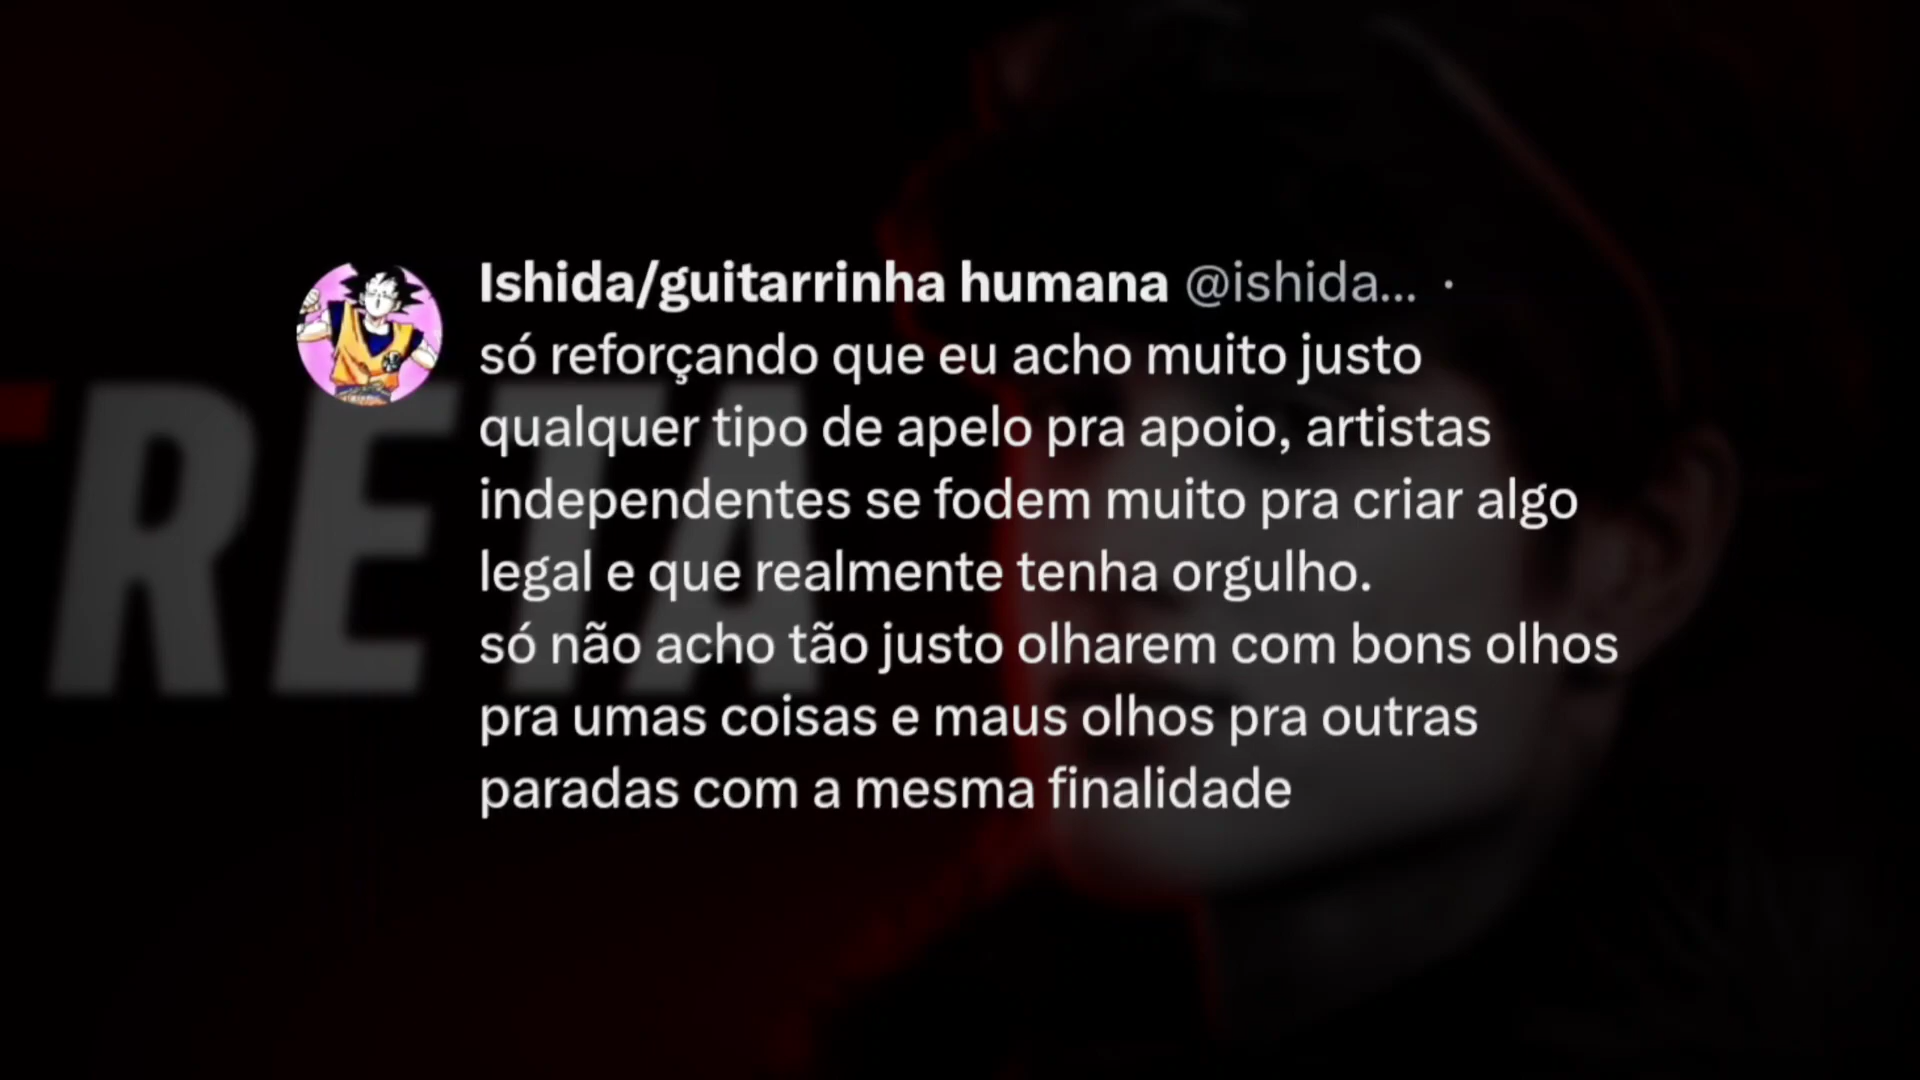 Ishida/guitarrinha humana @ishida... ·
só reforçando que eu acho muito justo
qualquer tipo de apelo pra apoio, artistas
independentes se fodem muito pra criar algo
legal e que realmente tenha orgulho.
só não acho tão justo olharem com bons olhos
pra umas coisas e maus olhos pra outras
paradas com a mesma finalidade
TRETA